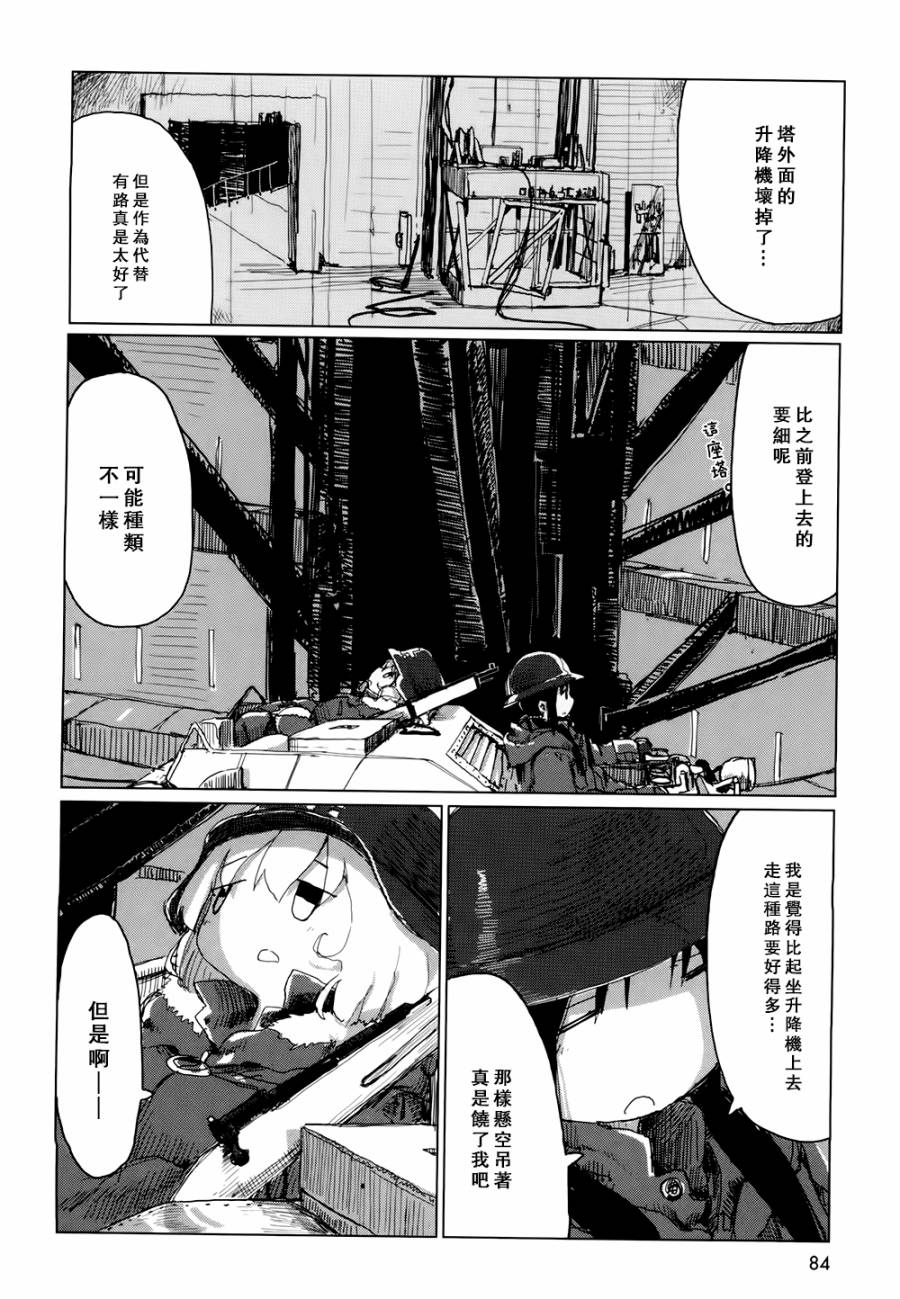 塔外面的
升降機壞掉了…
但是作為代替
有路真是太好了
比之前登上去的
要細呢
這座塔。
可能種類
不一樣
我是覺得比起坐升降機上去
走這種路要好得多…
那樣懸空吊著
真是饒了我吧
但是啊——
84